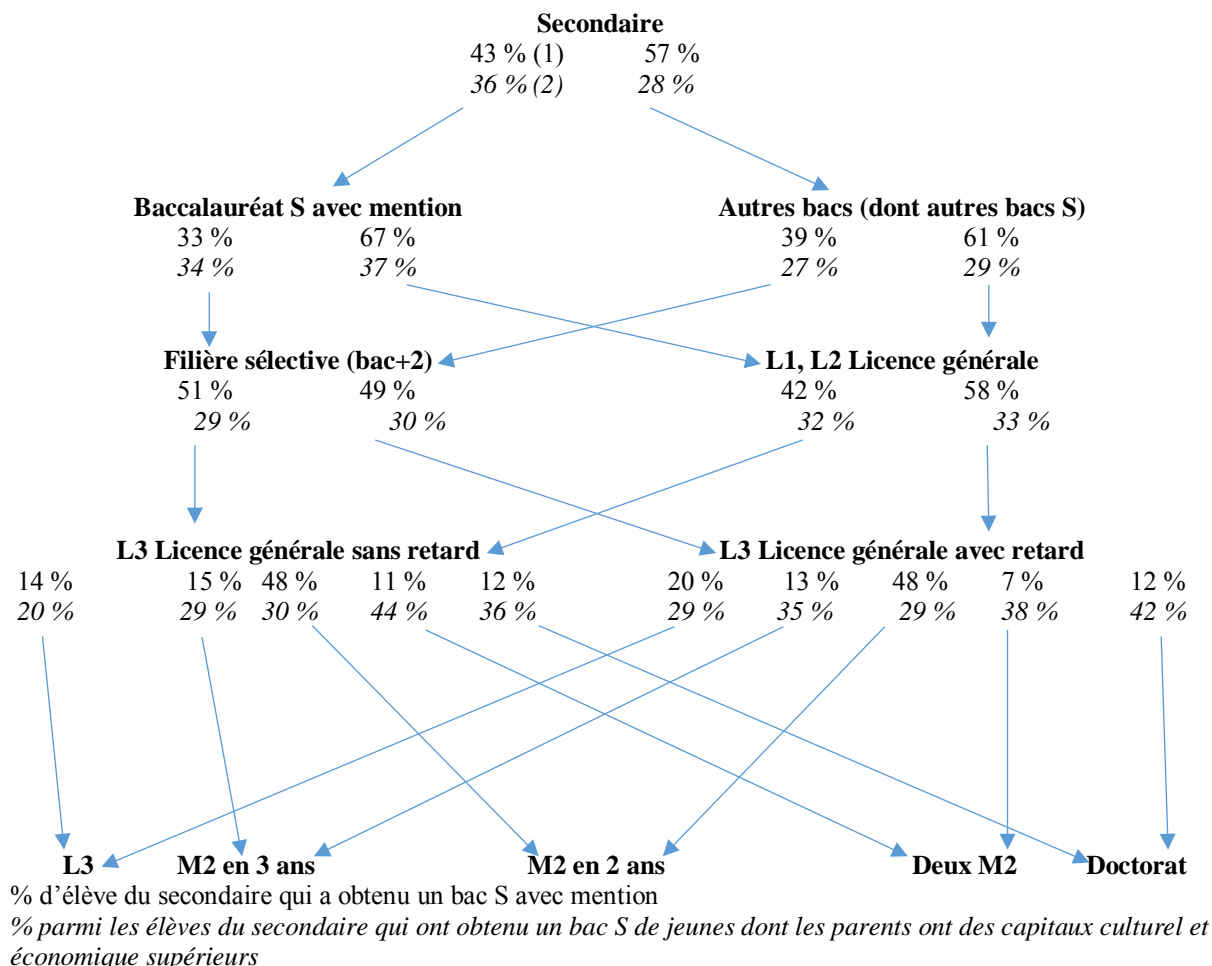 Secondaire
43 % (1) 57 %
36 % (2) 28 %
Baccalauréat S avec mention Autres bacs (dont autres bacs S)
33 % 67 % 39 % 61 %
34 % 37 % 27 % 29 %
Filière sélective (bac+2) L1, L2 Licence générale
51 % 49 % 42 % 58 %
29 % 30 % 32 % 33 %
L3 Licence générale sans retard L3 Licence générale avec retard
14 % 15 % 48 % 11 % 12 % 20 % 13 % 48 % 7 % 12 %
20 % 29 % 30 % 44 % 36 % 29 % 35 % 29 % 38 % 42 %
L3 M2 en 3 ans M2 en 2 ans Deux M2 Doctorat
% d'élève du secondaire qui a obtenu un bac S avec mention
% parmi les élèves du secondaire qui ont obtenu un bac S de jeunes dont les parents ont des capitaux culturel et
économique supérieurs